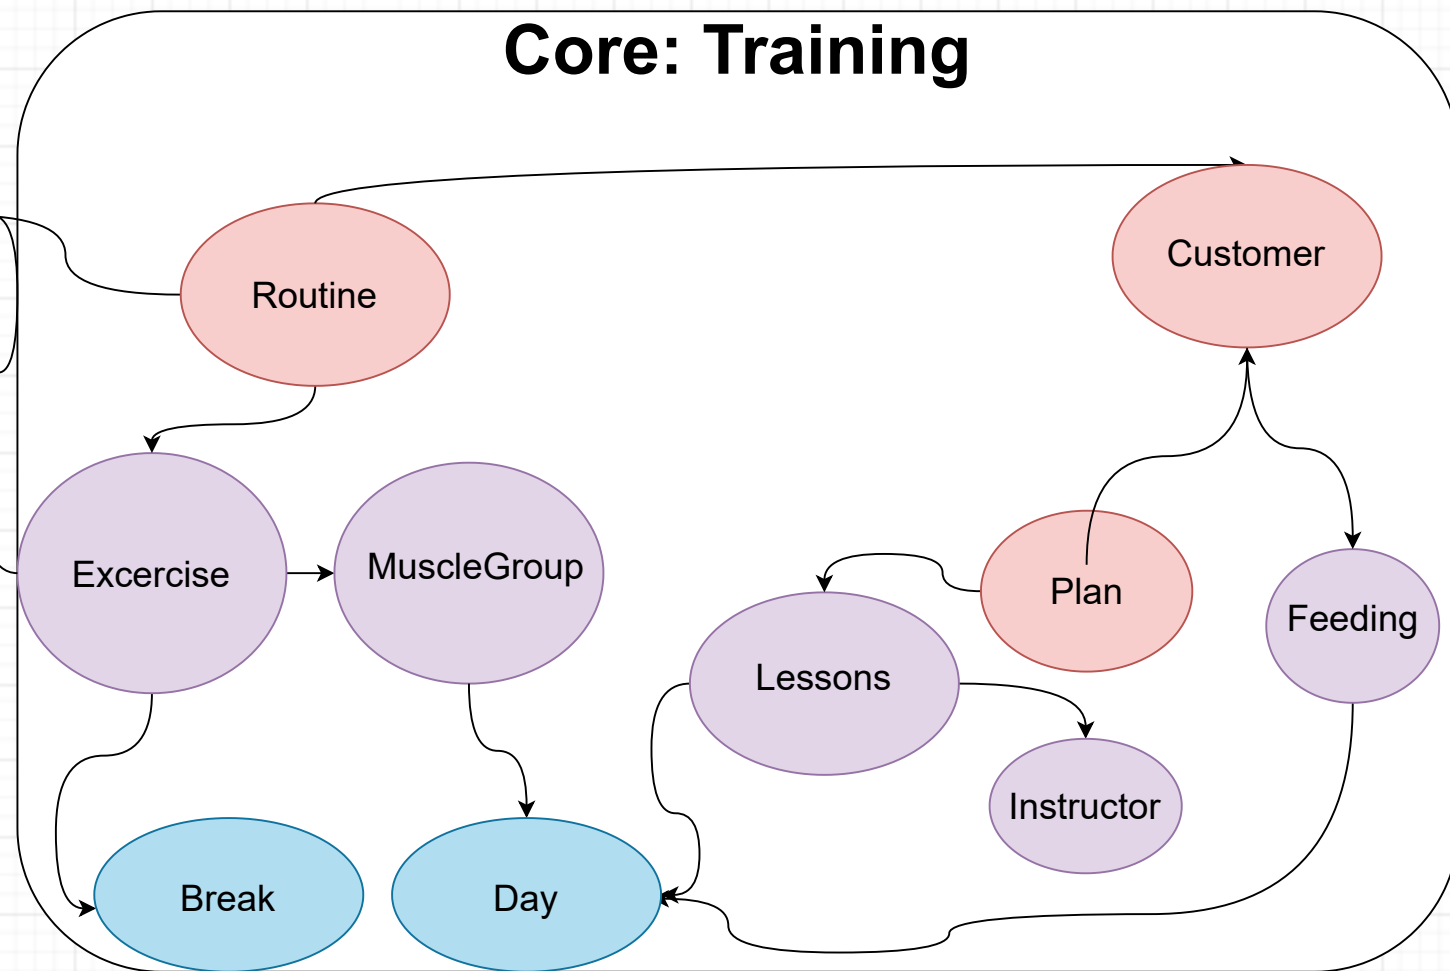 Core: Training
Customer
Routine
Excercise
MuscleGroup
Plan
Feeding
Lessons
Instructor
Break
Day